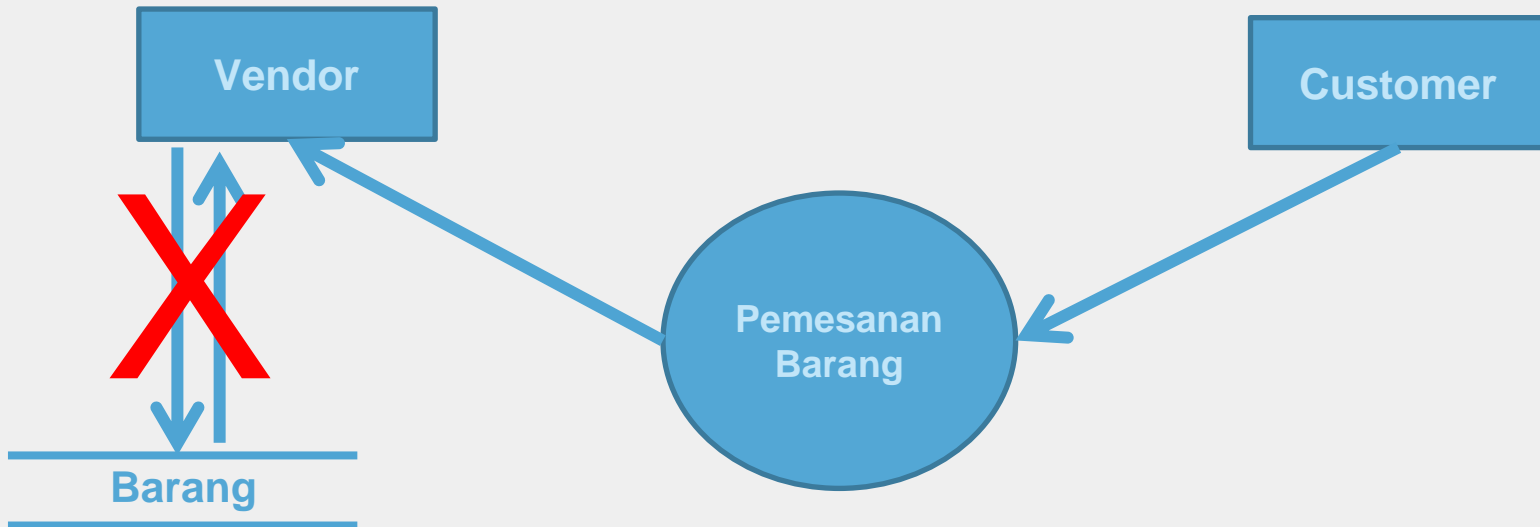 Vendor
Customer
Pemesanan
Barang
Barang